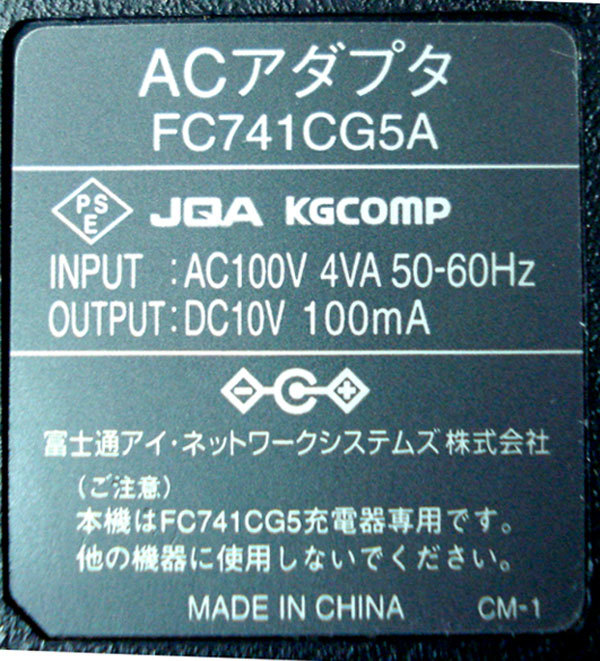 ACアダプタ
FC741CG5A
PSE JQA KGCOMP
INPUT :AC100V 4VA 50-60Hz
OUTPUT:DC10V 100mA
富士通アイ・ネットワークシステムズ株式会社
(ご注意)
本機はFC741CG5充電器専用です。
他の機器に使用しないでください。
MADE IN CHINA CM-1